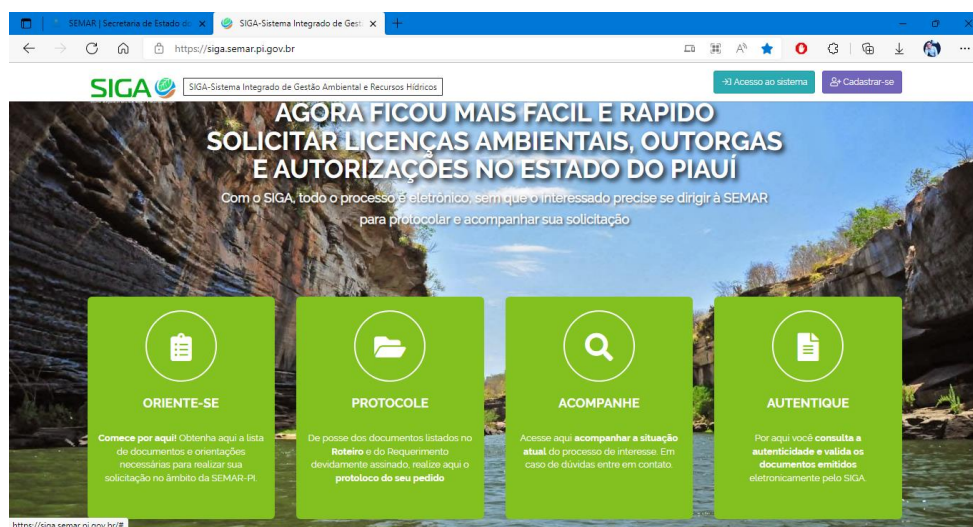 SEMAR | Secretaria de Estado do
SIGA-Sistema Integrado de Gest
https://siga.semar.pi.gov.br
SIGA
SIGA-Sistema Integrado de Gestão Ambiental e Recursos Hídricos
Acesso ao sistema
Cadastrar-se
AGORA FICOU MAIS FACIL E RAPIDO
SOLICITAR LICENÇAS AMBIENTAIS, OUTORGAS
E AUTORIZAÇÕES NO ESTADO DO PIAUÍ
Com o SIGA, todo o processo é eletrônico, sem que o interessado precise se dirigir à SEMAR
para protocolar e acompanhar sua solicitação
ORIENTE-SE
Comece por aqui! Obtenha aqui a lista
de documentos e orientações
necessárias para realizar sua
solicitação no âmbito da SEMAR-PI.
PROTOCOLE
De posse dos documentos listados no
Roteiro e do Requerimento
devidamente assinado, realize aqui o
protoloco do seu pedido
ACOMPANHE
Acesse aqui acompanhar a situação
atual do processo de interesse. Em
caso de dúvidas entre em contato.
AUTENTIQUE
Por aqui você consulta a
autenticidade e valida os
documentos emitidos
eletronicamente pelo SIGA.
https://siga.semar.pi.gov.br/#